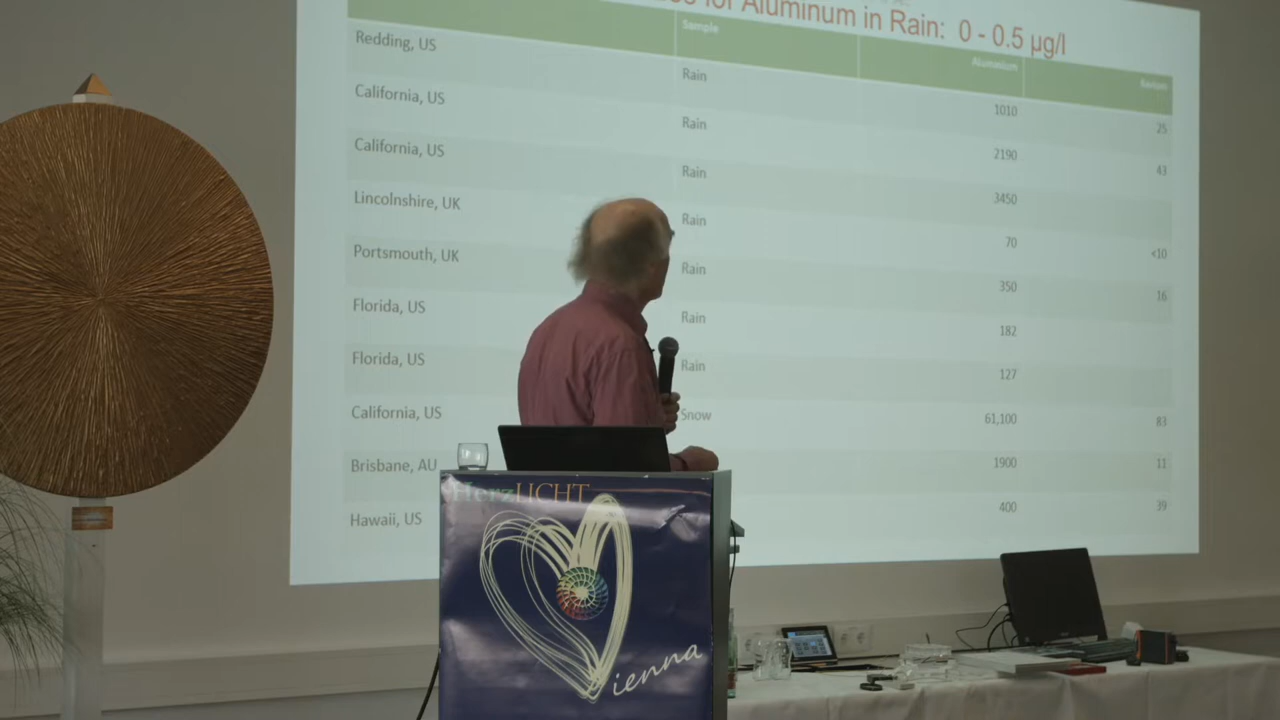 for Aluminum in Rain: 0 - 0.5 µg/l
Sample Aluminium Barium
Redding, US Rain 1010 25
California, US Rain 2190 43
California, US Rain 3450
Lincolnshire, UK Rain 70 <10
Portsmouth, UK Rain 350 16
Florida, US Rain 182
Florida, US Rain 127
California, US Snow 61,100 83
Brisbane, AU 1900 11
Hawaii, US 400 39
HerzLICHT
ienna